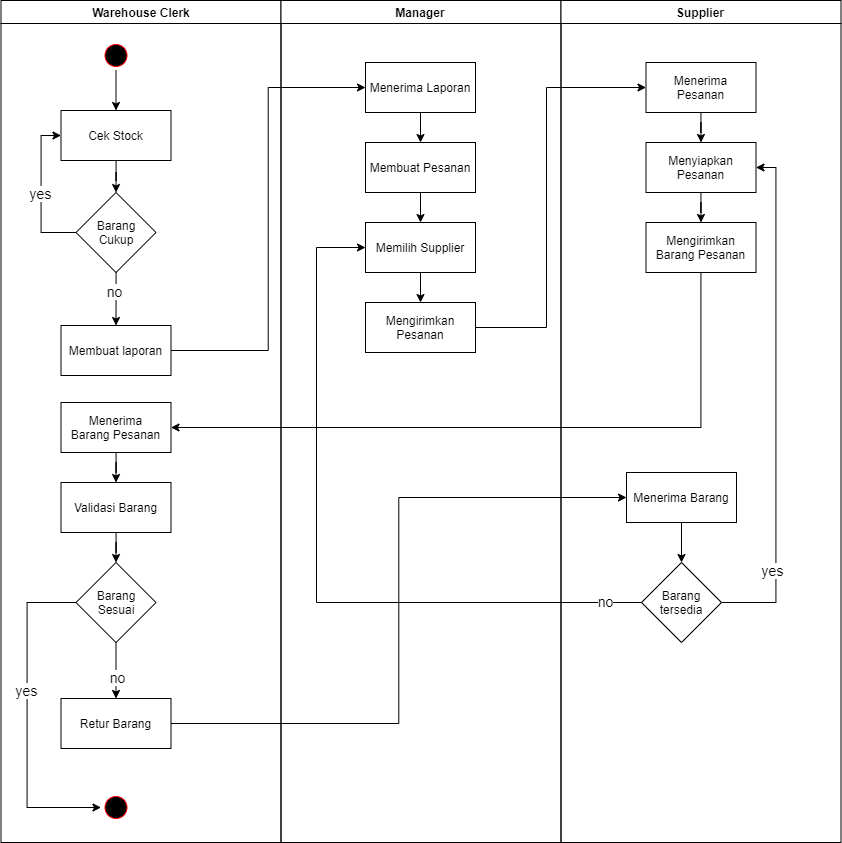 Warehouse Clerk
Manager
Supplier
Cek Stock
yes
Barang
Cukup
no
Membuat laporan
Menerima
Barang Pesanan
Validasi Barang
Barang
Sesuai
yes
no
Retur Barang
Menerima Laporan
Membuat Pesanan
Memilih Supplier
Mengirimkan
Pesanan
Menerima
Pesanan
Menyiapkan
Pesanan
Mengirimkan
Barang Pesanan
Menerima Barang
Barang
tersedia
no
yes